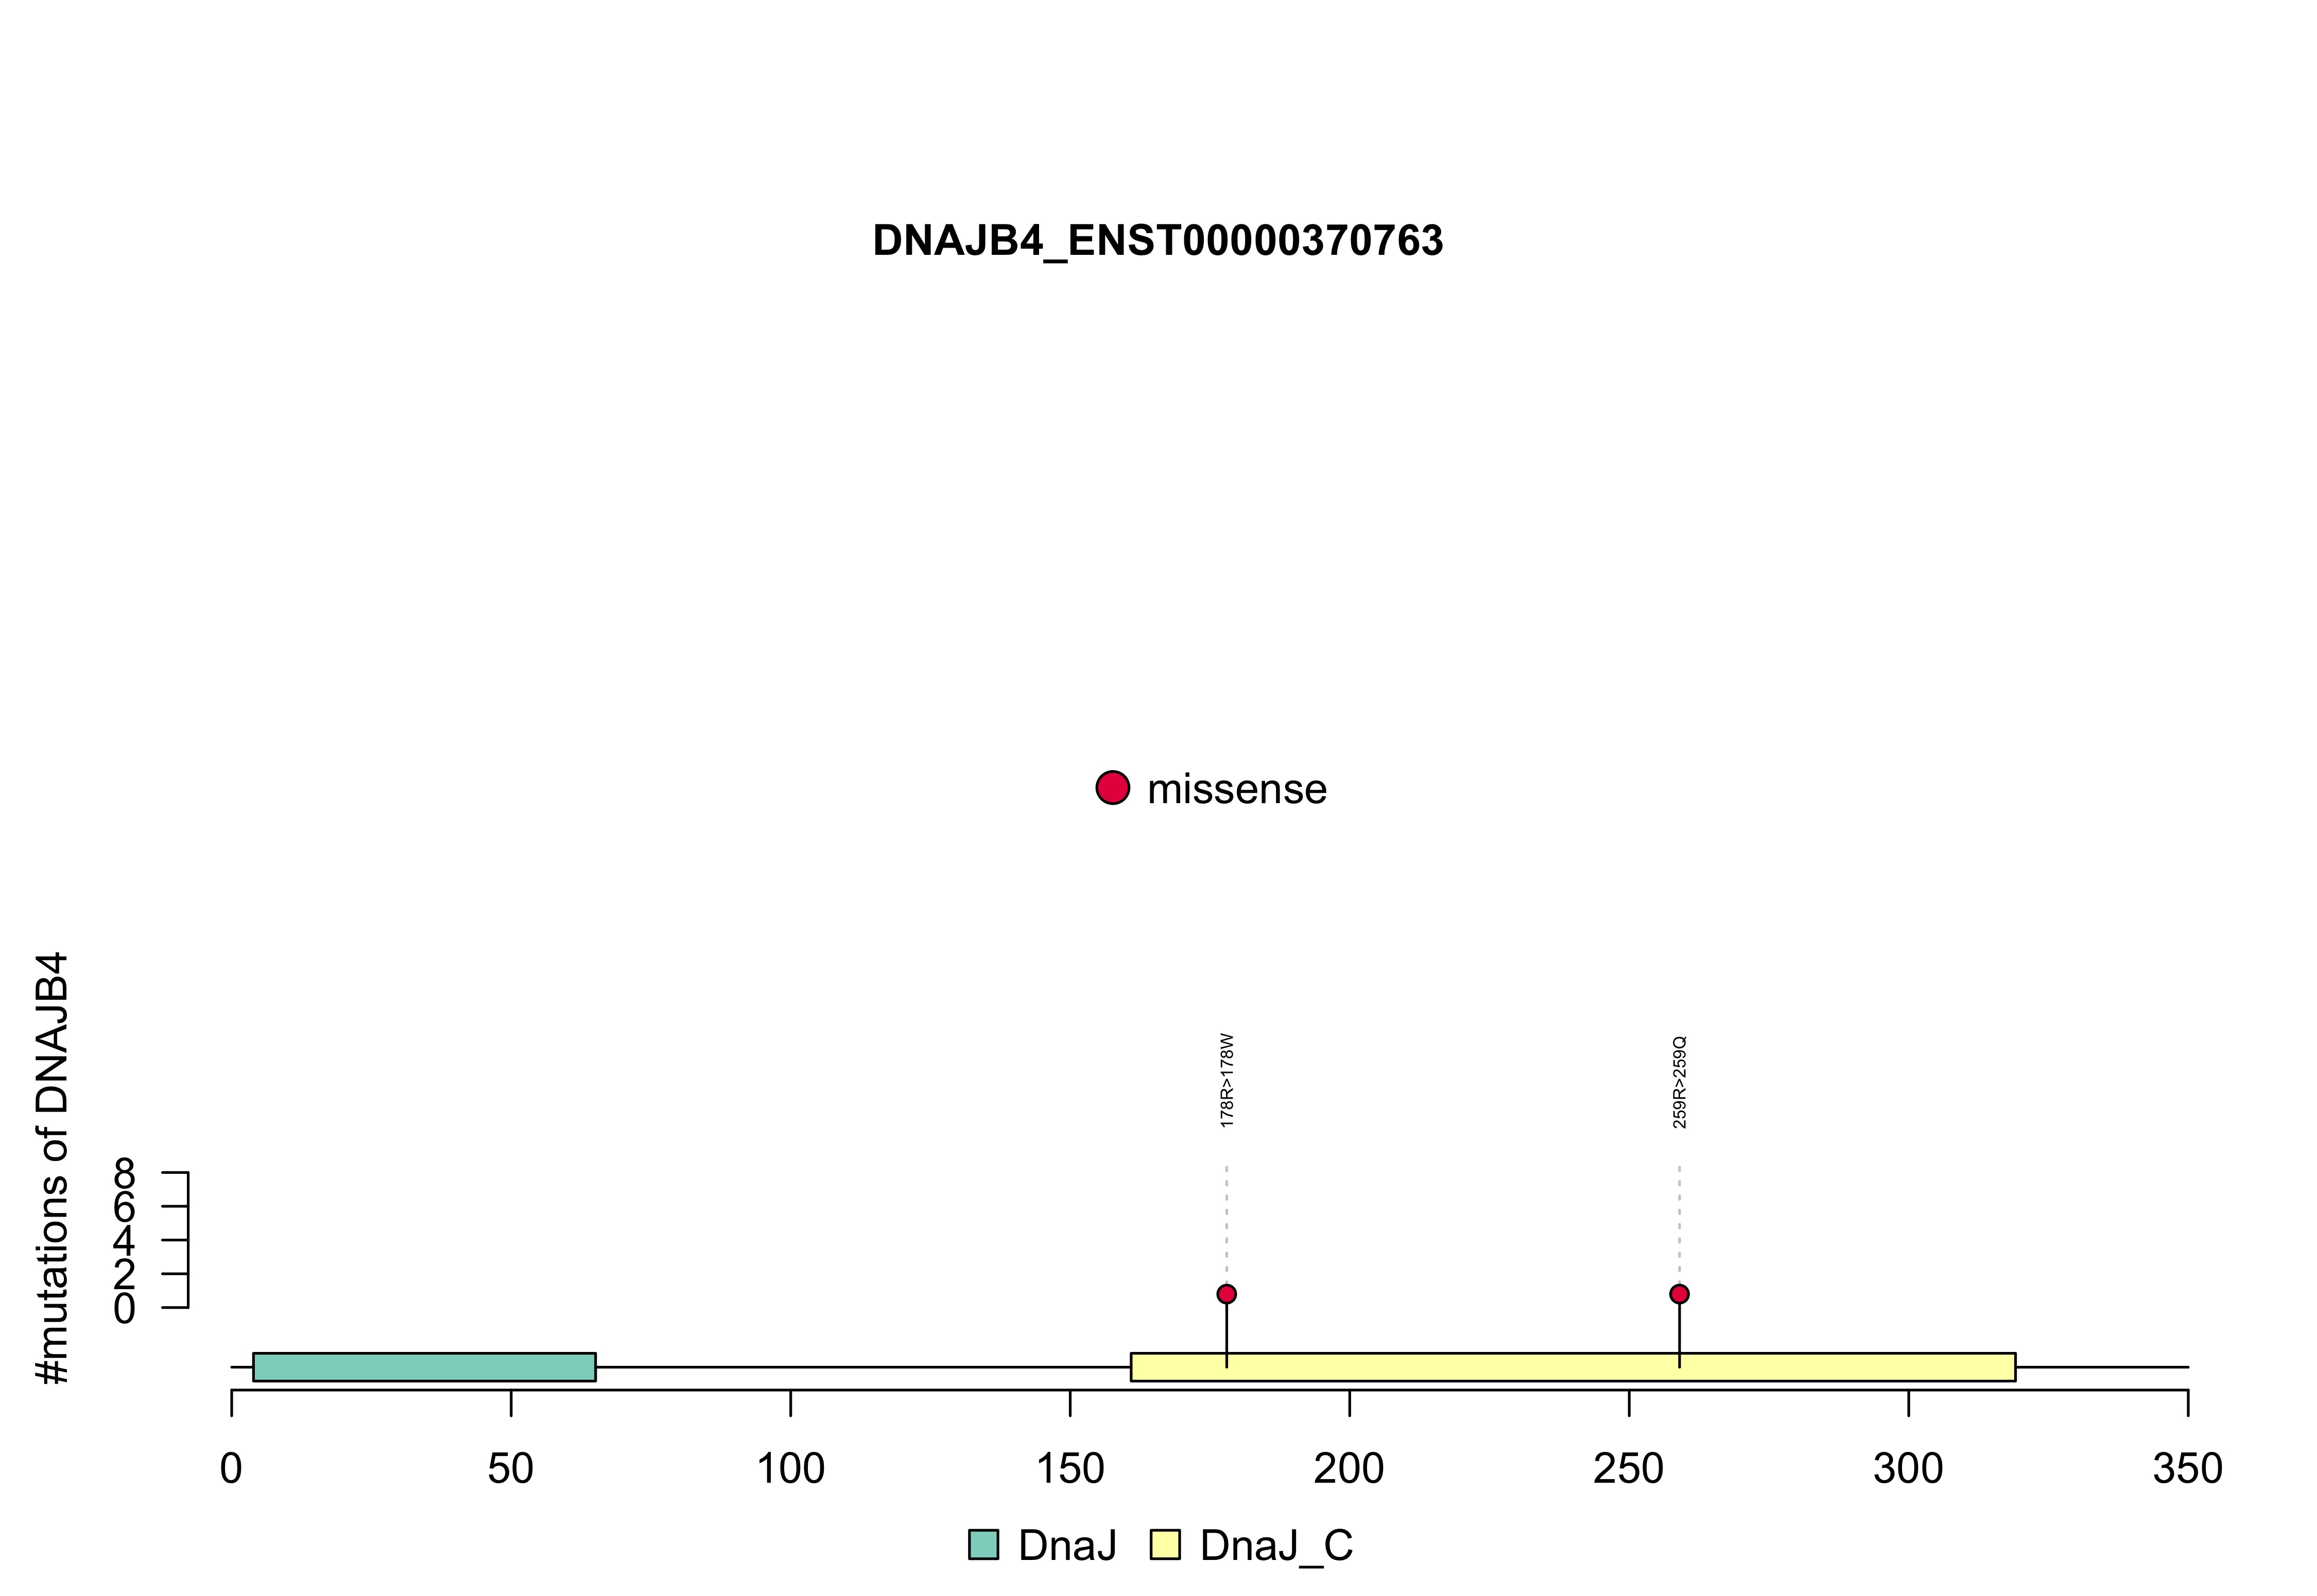 DNAJB4_ENST00000370763
missense
#mutations of DNAJB4
178R>178W
259R>259Q
8
6
4
2
0
0 50 100 150 200 250 300 350
DnaJ DnaJ_C